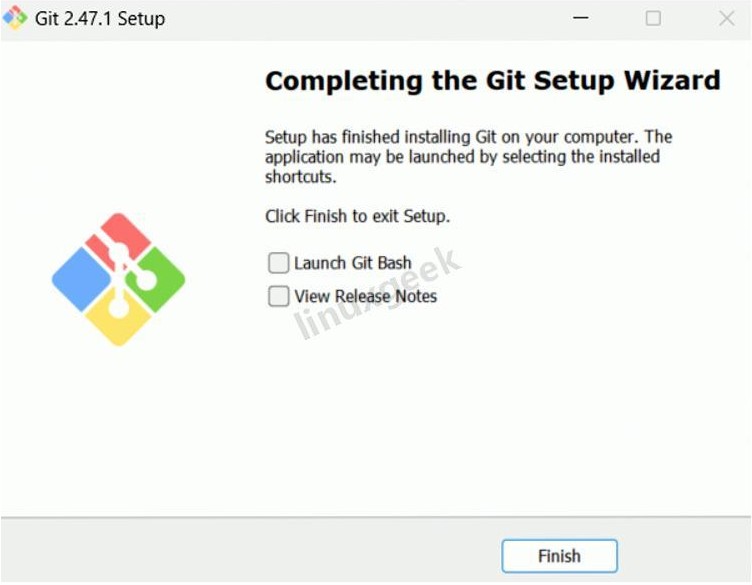 Git 2.47.1 Setup
Completing the Git Setup Wizard
Setup has finished installing Git on your computer. The
application may be launched by selecting the installed
shortcuts.
Click Finish to exit Setup.
Launch Git Bash
View Release Notes
linuxgeek
Finish